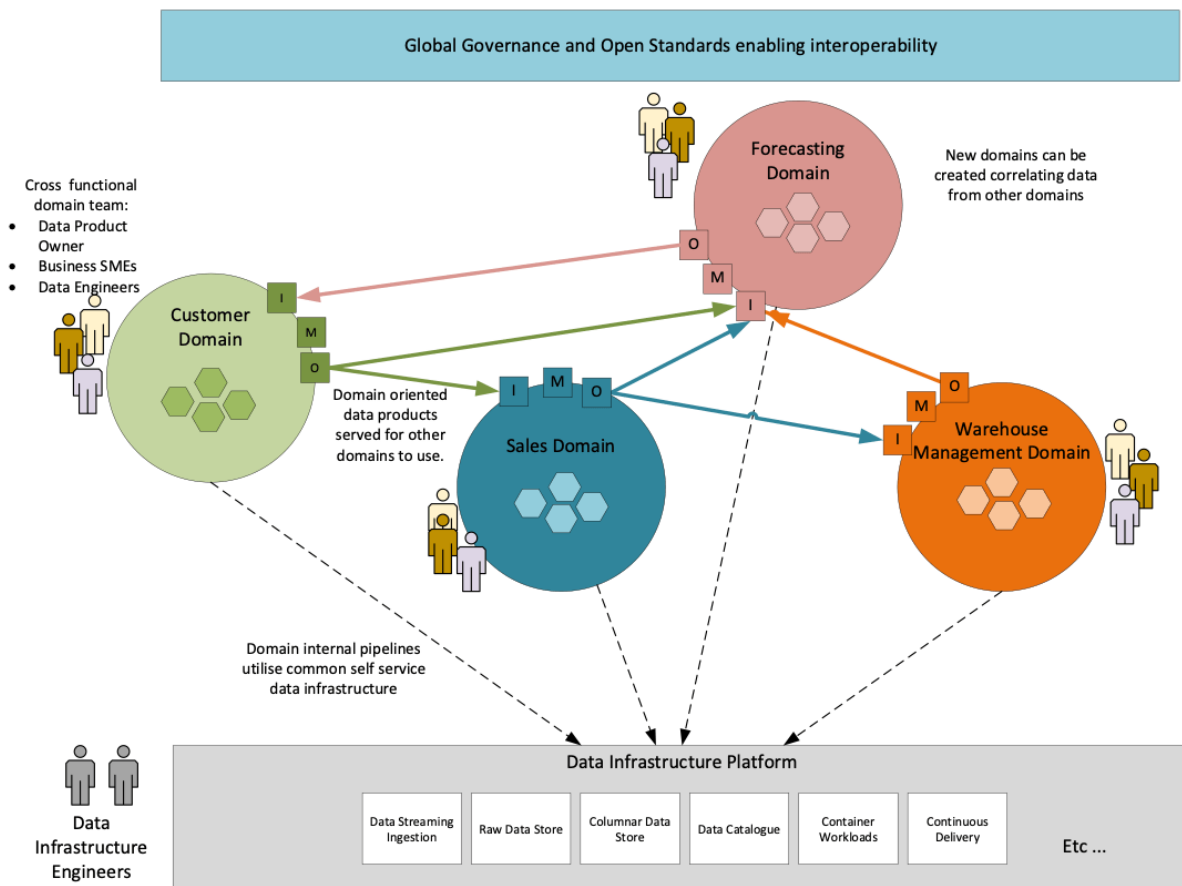 Global Governance and Open Standards enabling interoperability
Forecasting
Domain
New domains can be
created correlating data
from other domains
Cross functional
domain team:
• Data Product
Owner
• Business SMEs
• Data Engineers
O
M
I
I
M
O
Customer
Domain
Domain oriented
data products
served for other
domains to use.
I
M
O
Sales Domain
O
M
I
Warehouse
Management Domain
Domain internal pipelines
utilise common self service
data infrastructure
Data Infrastructure Platform
Data Streaming
Ingestion
Raw Data Store
Columnar Data
Store
Data Catalogue
Container
Workloads
Continuous
Delivery
Etc ...
Data
Infrastructure
Engineers